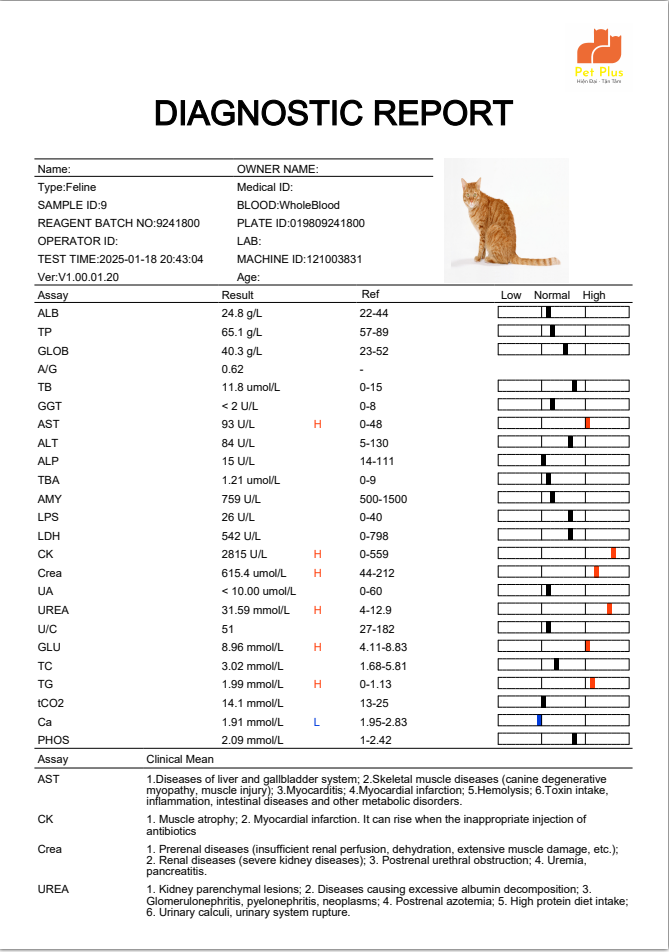 Pet Plus
Hiện Đại - Tận Tâm
DIAGNOSTIC REPORT
Name: OWNER NAME:
Type:Feline Medical ID:
SAMPLE ID:9 BLOOD:WholeBlood
REAGENT BATCH NO:9241800 PLATE ID:019809241800
OPERATOR ID: LAB:
TEST TIME:2025-01-18 20:43:04 MACHINE ID:121003831
Ver:V1.00.01.20 Age:
Assay Result Ref Low Normal High
ALB 24.8 g/L 22-44
TP 65.1 g/L 57-89
GLOB 40.3 g/L 23-52
A/G 0.62 -
TB 11.8 umol/L 0-15
GGT < 2 U/L 0-8
AST 93 U/L H 0-48
ALT 84 U/L 5-130
ALP 15 U/L 14-111
TBA 1.21 umol/L 0-9
AMY 759 U/L 500-1500
LPS 26 U/L 0-40
LDH 542 U/L 0-798
CK 2815 U/L H 0-559
Crea 615.4 umol/L H 44-212
UA < 10.00 umol/L 0-60
UREA 31.59 mmol/L H 4-12.9
U/C 51 27-182
GLU 8.96 mmol/L H 4.11-8.83
TC 3.02 mmol/L 1.68-5.81
TG 1.99 mmol/L H 0-1.13
tCO2 14.1 mmol/L 13-25
Ca 1.91 mmol/L L 1.95-2.83
PHOS 2.09 mmol/L 1-2.42
Assay Clinical Mean
AST 1.Diseases of liver and gallbladder system; 2.Skeletal muscle diseases (canine degenerative
myopathy, muscle injury); 3.Myocarditis; 4.Myocardial infarction; 5.Hemolysis; 6.Toxin intake,
inflammation, intestinal diseases and other metabolic disorders.
CK 1. Muscle atrophy; 2. Myocardial infarction. It can rise when the inappropriate injection of
antibiotics
Crea 1. Prerenal diseases (insufficient renal perfusion, dehydration, extensive muscle damage, etc.);
2. Renal diseases (severe kidney diseases); 3. Postrenal urethral obstruction; 4. Uremia,
pancreatitis.
UREA 1. Kidney parenchymal lesions; 2. Diseases causing excessive albumin decomposition; 3.
Glomerulonephritis, pyelonephritis, neoplasms; 4. Postrenal azotemia; 5. High protein diet intake;
6. Urinary calculi, urinary system rupture.